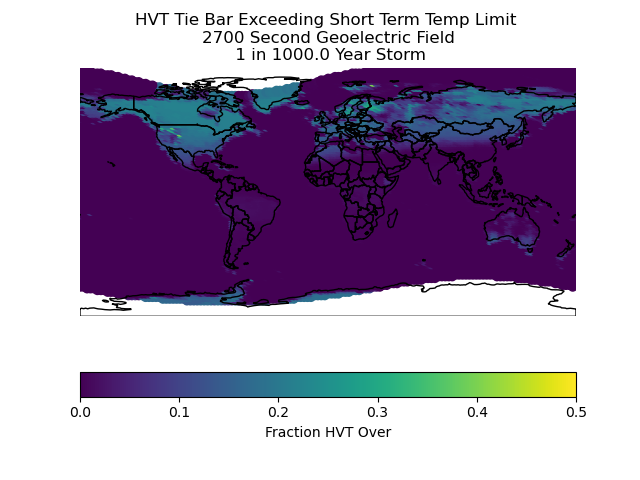 HVT Tie Bar Exceeding Short Term Temp Limit
2700 Second Geoelectric Field
1 in 1000.0 Year Storm
0.0 0.1 0.2 0.3 0.4 0.5
Fraction HVT Over